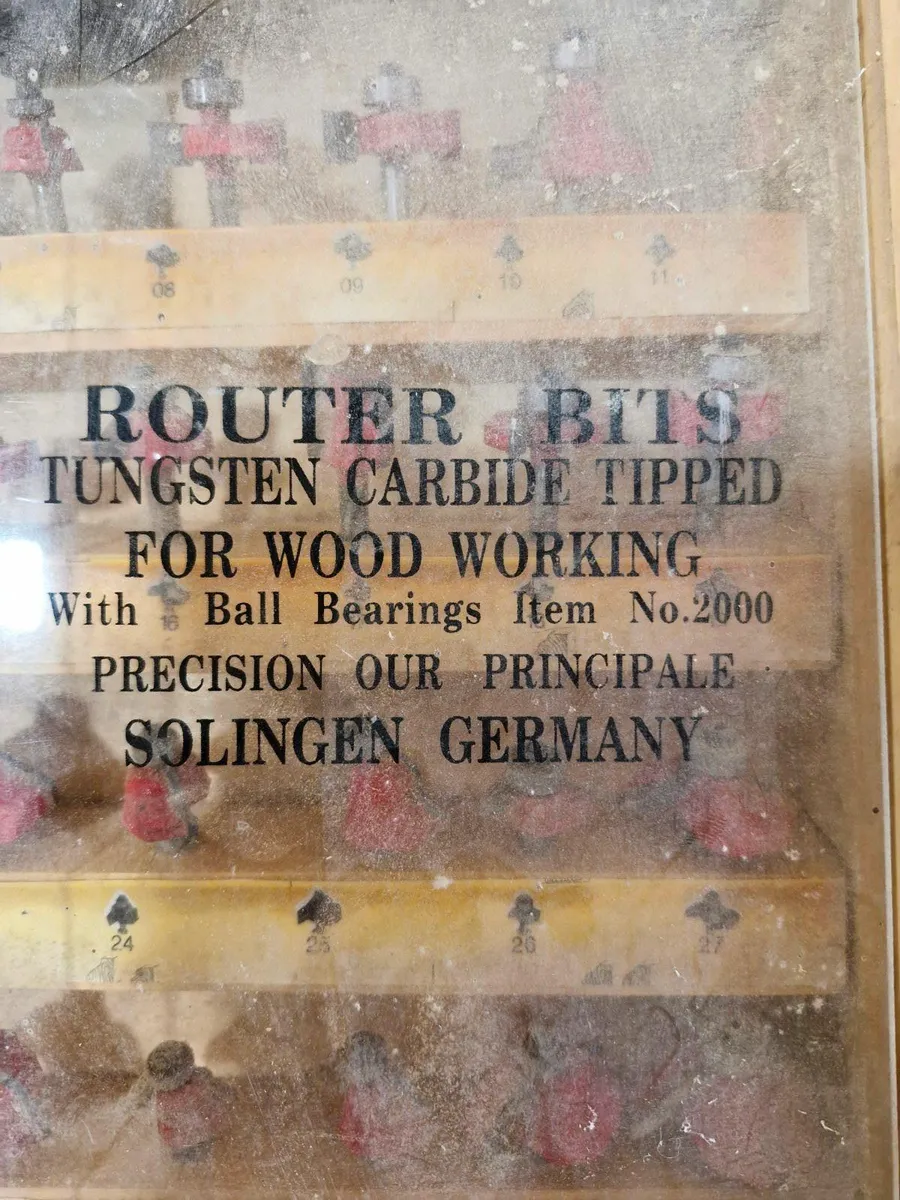 08 09 10 11
ROUTER BITS
TUNGSTEN CARBIDE TIPPED
FOR WOOD WORKING
With Ball Bearings Item No.2000
16
PRECISION OUR PRINCIPALE
SOLINGEN GERMANY
24 25 26 27